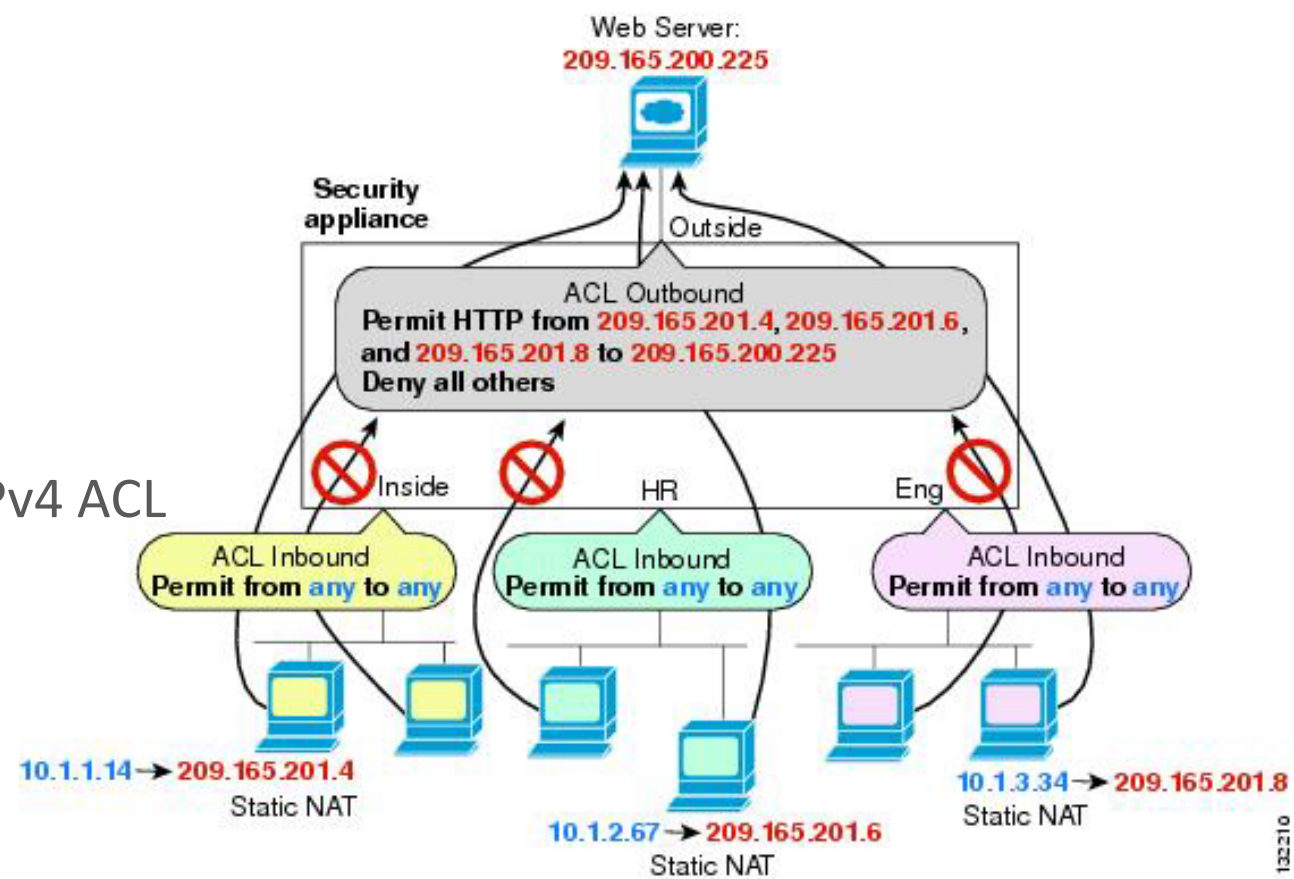 Web Server:
209.165.200.225
Security
appliance
Outside
ACL Outbound
Permit HTTP from 209.165.201.4, 209.165.201.6,
and 209.165.201.8 to 209.165.200.225
Deny all others
Inside
HR
Eng
v4 ACL
ACL Inbound
Permit from any to any
ACL Inbound
Permit from any to any
ACL Inbound
Permit from any to any
10.1.1.14 → 209.165.201.4
Static NAT
10.1.2.67 → 209.165.201.6
Static NAT
10.1.3.34 → 209.165.201.8
Static NAT
132210